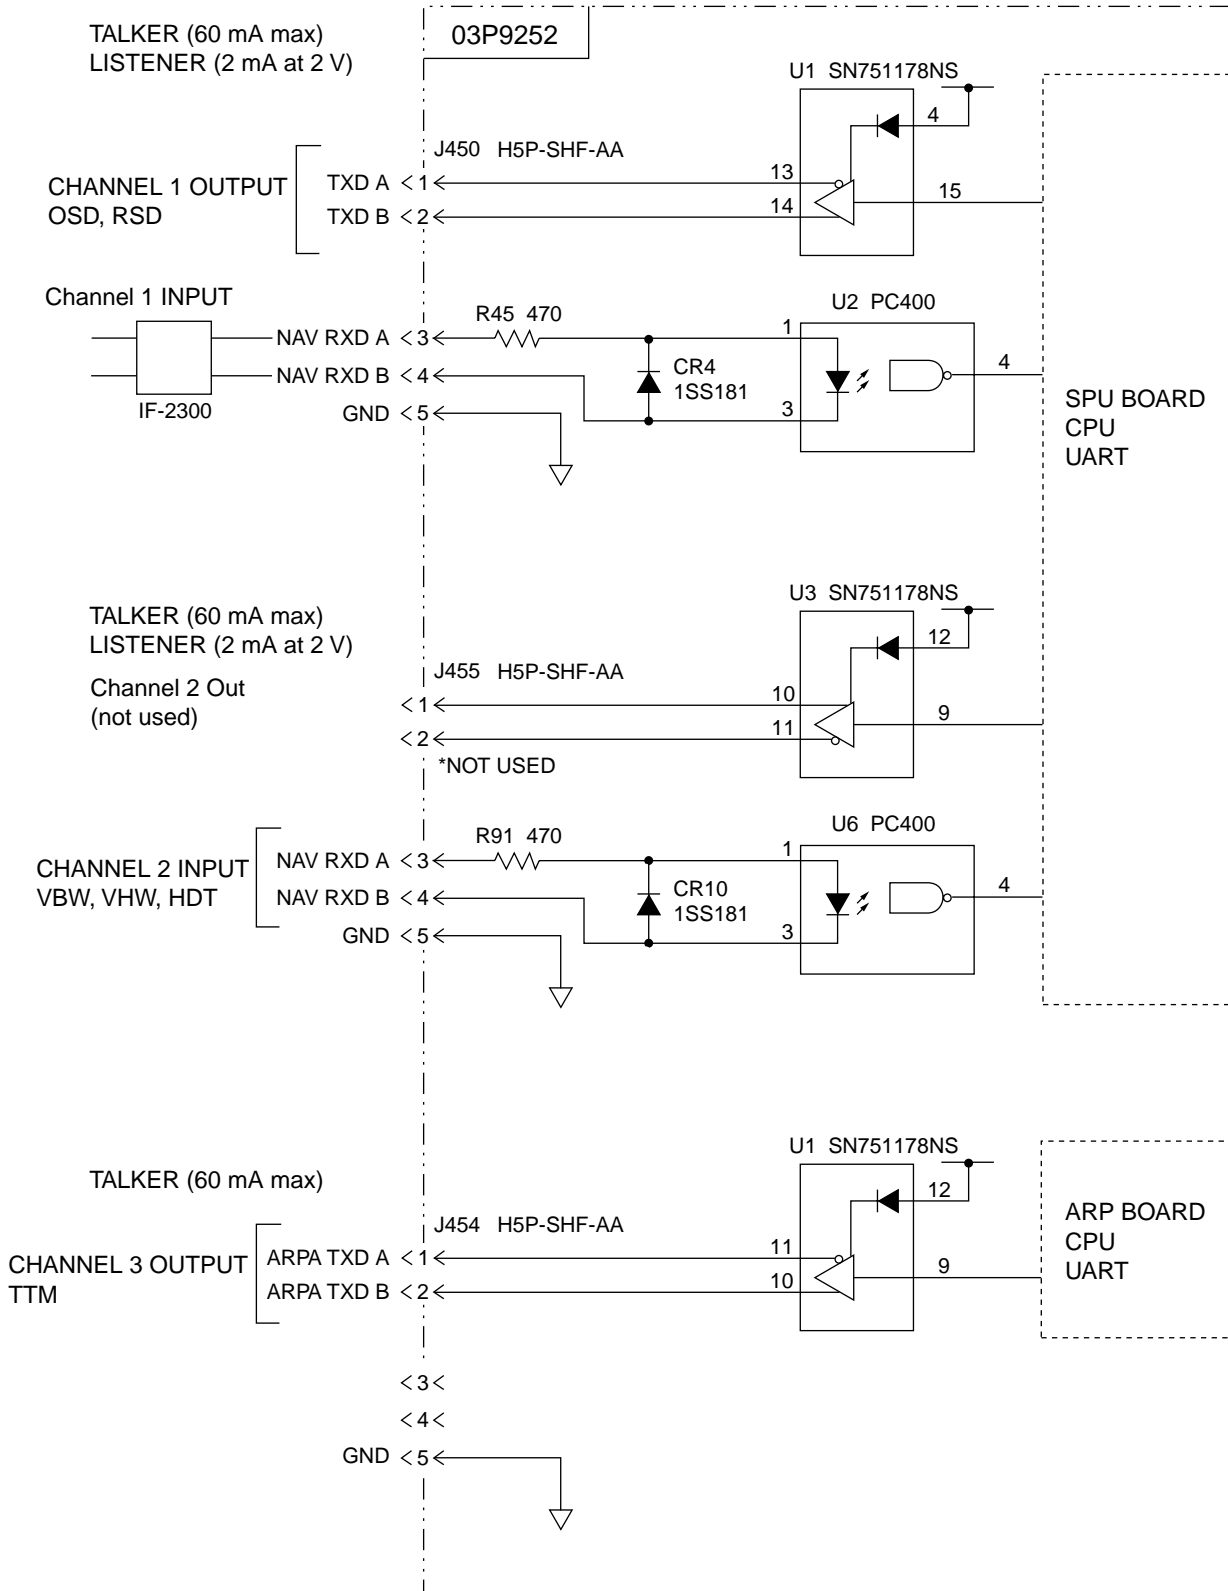 TALKER (60 mA max)
LISTENER (2 mA at 2 V)
03P9252
U1 SN751178NS
4
J450 H5P-SHF-AA
CHANNEL 1 OUTPUT
OSD, RSD
TXD A <1
13
15
TXD B <2
14
Channel 1 INPUT
IF-2300
U2 PC400
R45 470
NAV RXD A <3
1
4
NAV RXD B <4
CR4
1SS181
3
GND <5
SPU BOARD
CPU
UART
TALKER (60 mA max)
LISTENER (2 mA at 2 V)
Channel 2 Out
(not used)
U3 SN751178NS
12
J455 H5P-SHF-AA
<1
10
9
<2
11
*NOT USED
U6 PC400
R91 470
CHANNEL 2 INPUT
VBW, VHW, HDT
NAV RXD A <3
1
4
NAV RXD B <4
CR10
1SS181
3
GND <5
TALKER (60 mA max)
U1 SN751178NS
12
J454 H5P-SHF-AA
CHANNEL 3 OUTPUT
TTM
ARPA TXD A <1
11
9
ARPA TXD B <2
10
ARP BOARD
CPU
UART
<3<
<4<
GND <5